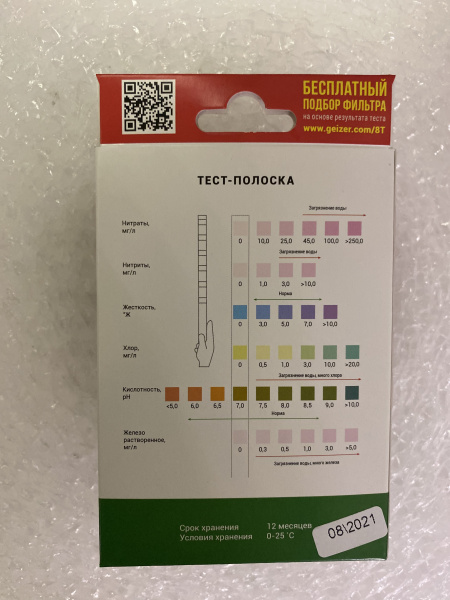 БЕСПЛАТНЫЙ
ПОДБОР ФИЛЬТРА
на основе результата теста
www.geizer.com/8T
ТЕСТ-ПОЛОСКА
Загрязнение воды
Нитраты,
мг/л
0 10,0 25,0 45,0 100,0 >250,0
Загрязнение воды
Нитриты,
мг/л
0 1,0 3,0 >10,0
Норма
Жесткость,
°Ж
0 3,0 5,0 7,0 >10,0
Хлор,
мг/л
0 0,5 1,0 3,0 10,0 >20,0
Загрязнение воды, много хлора
Кислотность,
pH
<5,0 6,0 6,5 7,0 7,5 8,0 8,5 9,0 >10,0
Норма
Железо
растворенное,
мг/л
0 0,3 0,5 1,0 3,0 >5,0
Загрязнение воды, много железа
Срок хранения 12 месяцев
Условия хранения 0-25 °C
08\2021